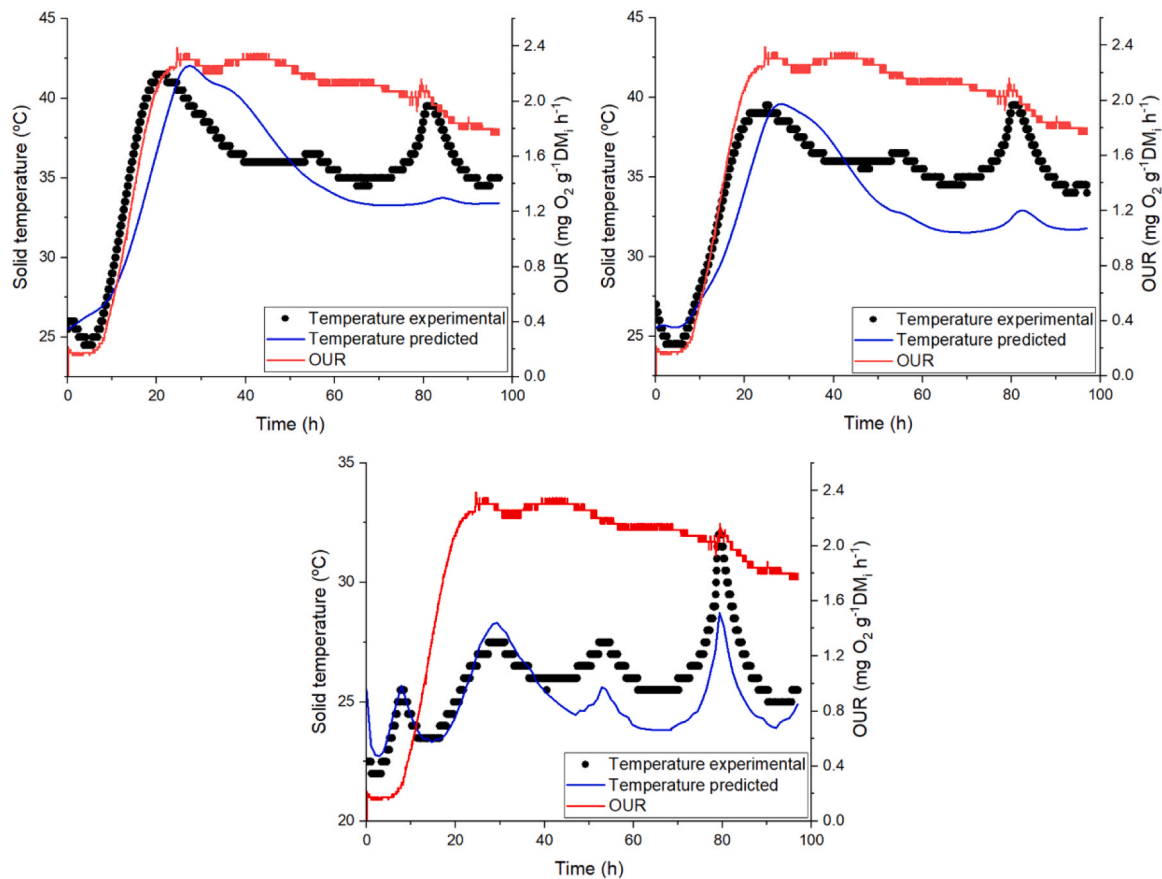 45
40
35
30
25
Solid temperature (ºC)
2.4
2.0
1.6
1.2
0.8
0.4
0.0
OUR (mg O2 g-1DMi h-1)
Temperature experimental
Temperature predicted
OUR
0 20 40 60 80 100
Time (h)
45
40
35
30
25
Solid temperature (ºC)
2.4
2.0
1.6
1.2
0.8
0.4
0.0
OUR (mg O2 g-1DMi h-1)
Temperature experimental
Temperature predicted
OUR
0 20 40 60 80 100
Time (h)
35
30
25
20
Solid temperature (ºC)
2.4
2.0
1.6
1.2
0.8
0.4
0.0
OUR (mg O2 g-1DMi h-1)
Temperature experimental
Temperature predicted
OUR
0 20 40 60 80 100
Time (h)